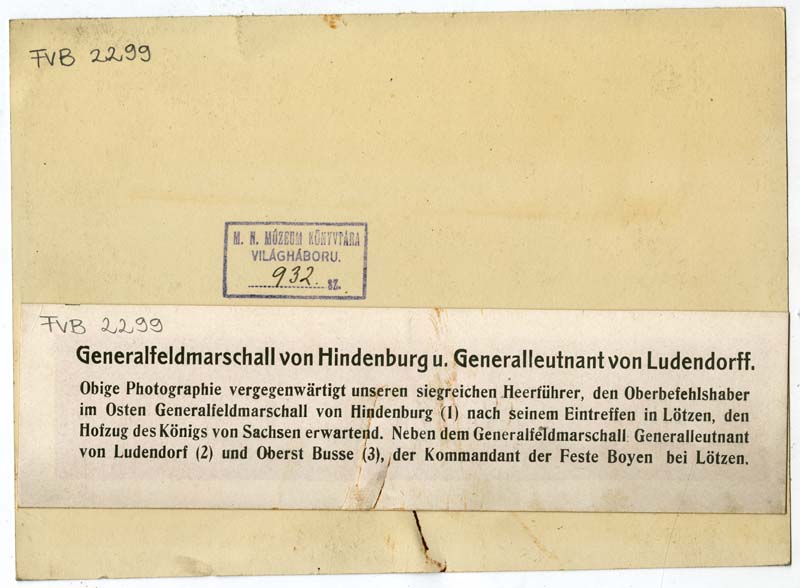 FVB 2299
M. N. MÚZEUM KÖNYVTÁRA
VILÁGHÁBORU.
932. SZ.
FVB 2299
Generalfeldmarschall von Hindenburg u. Generalleutnant von Ludendorff.
Obige Photographie vergegenwärtigt unseren siegreichen Heerführer, den Oberbefehlshaber
im Osten Generalfeldmarschall von Hindenburg (1) nach seinem Eintreffen in Lötzen, den
Hofzug des Königs von Sachsen erwartend. Neben dem Generalfeldmarschall Generalleutnant
von Ludendorf (2) und Oberst Busse (3), der Kommandant der Feste Boyen bei Lötzen.